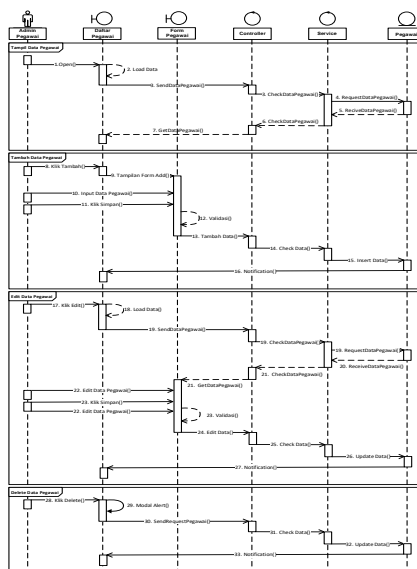 Admin
Pegawai
Daftar
Pegawai
Form
Pegawai
Controller
Service
Pegawai
Tampil Data Pegawai
1.Open()
2. Load Data
3. SendDataPegawai()
3. CheckDataPegawai()
4. RequestDataPegawai()
5. ReciveDataPegawai()
6. CheckDataPegawai()
7. GetDataPegawai()
Tambah Data Pegawai
8. Klik Tambah()
9. Tampilan Form Add()
10. Input Data Pegawai()
11. Klik Simpan()
12. Validasi()
13. Tambah Data()
14. Check Data()
15. Insert Data()
16. Notification()
Edit Data Pegawai
17. Klik Edit()
18. Load Data()
19. SendDataPegawai()
19. CheckDataPegawai()
19. RequestDataPegawai()
20. ReceiveDataPegawai()
21. CheckDataPegawai()
21. GetDataPegawai()
22. Edit Data Pegawai()
23. Klik Simpan()
22. Edit Data Pegawai()
23. Validasi()
24. Edit Data()
25. Check Data()
26. Update Data()
27. Notification()
Delete Data Pegawai
28. Klik Delete()
29. Modal Alert()
30. SendRequestPegawai()
31. Check Data()
32. Update Data()
33. Notification()